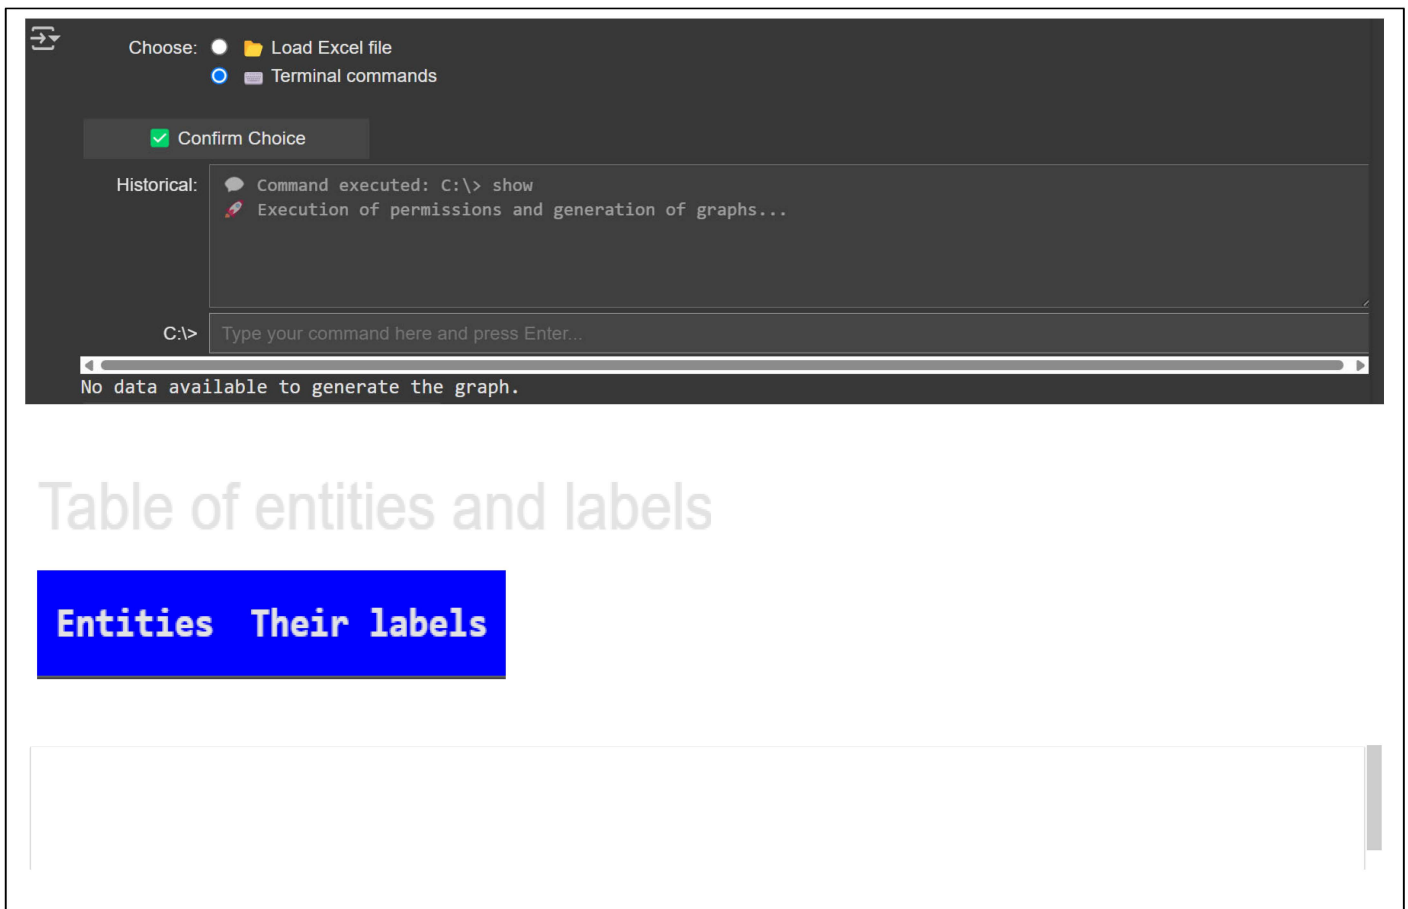 Choose: Load Excel file
Terminal commands
Confirm Choice
Historical: Command executed: C:\> show
Execution of permissions and generation of graphs...
C:\> Type your command here and press Enter...
No data available to generate the graph.
Table of entities and labels
Entities Their labels